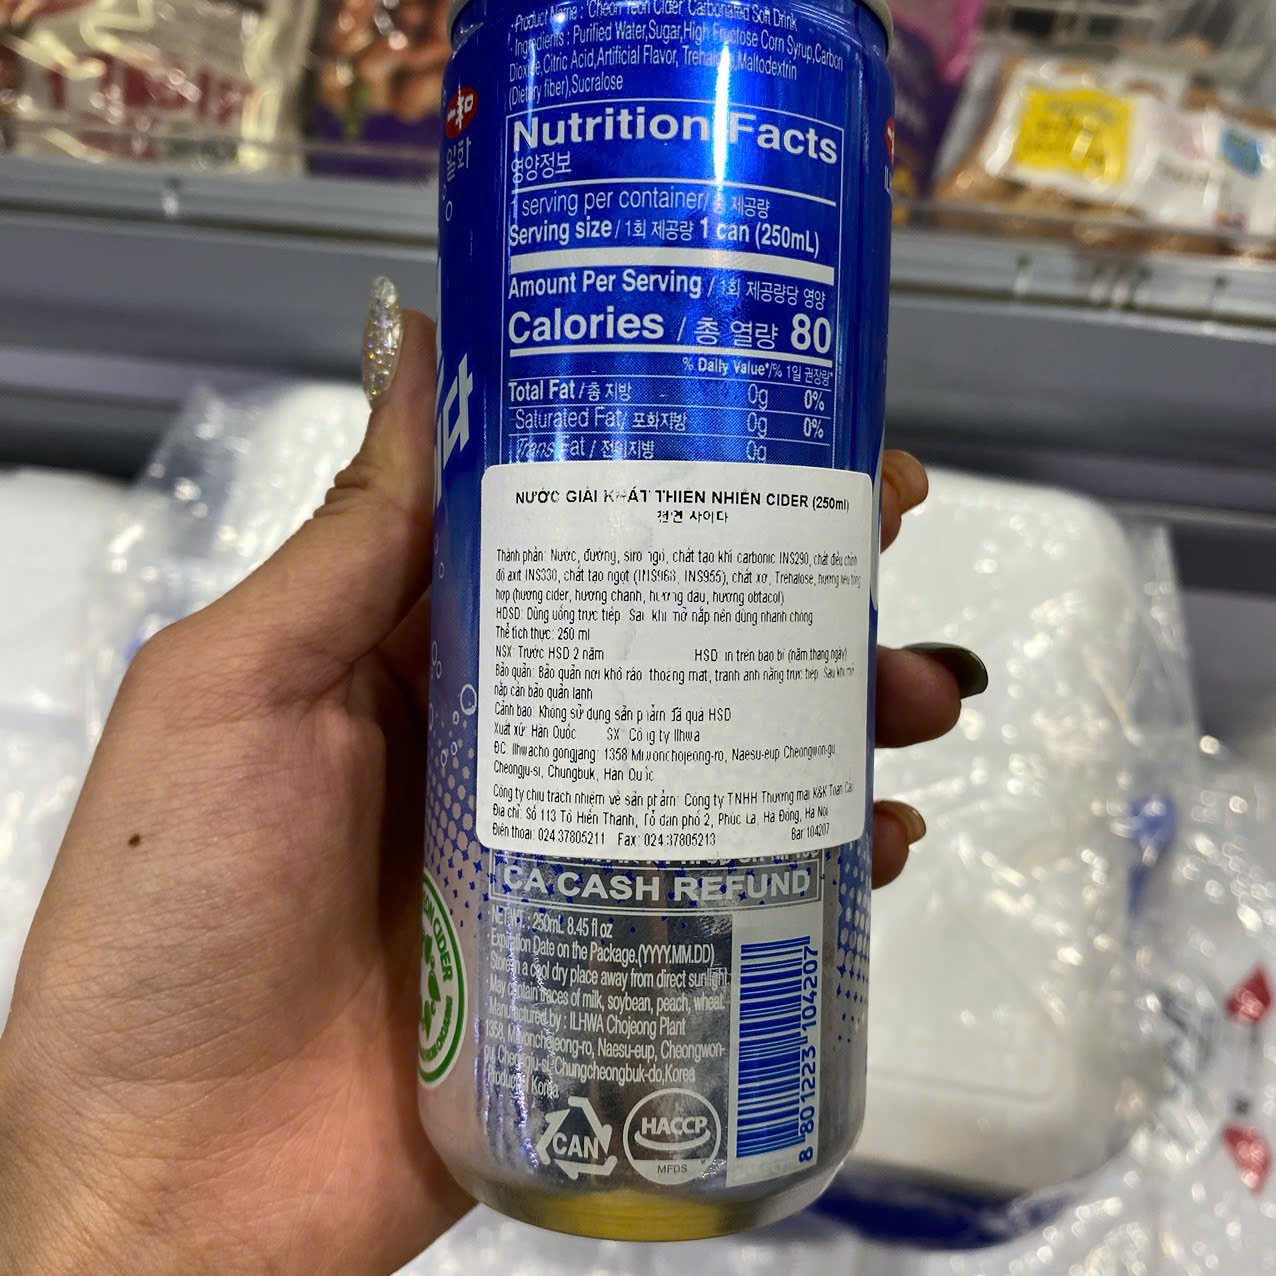 Product Name : 'Cheon Yeon Cider' Carbonated Soft Drink
Ingredients : Purified Water,Sugar,High Fructose Corn Syrup,Carbon
Dioxide,Citric Acid,Artificial Flavor, Trehalose,Maltodextrin
(Dietary fiber),Sucralose
일화
Nutrition Facts
영양정보
1 serving per container/총 제공량
Serving size / 1회 제공량 1 can (250mL)
Amount Per Serving / 1회 제공량당 영양
Calories / 총 열량 80
% Daily Value*/% 1일 권장량*
Total Fat / 총 지방 0g 0%
Saturated Fat/ 포화지방 0g 0%
Trans Fat / 전이지방 0g
NƯỚC GIẢI KHÁT THIÊN NHIÊN CIDER (250ml)
천연 사이다
Thành phần: Nước, đường, siro ngô, chất tạo khí carbonic INS290, chất điều chỉnh
độ axit INS330, chất tạo ngọt (INS968, INS955), chất xơ, Trehalose, hương liệu tổng
hợp (hương cider, hương chanh, hương dâu, hương obtacol)
HDSD: Dùng uống trực tiếp. Sau khi mở nắp nên dùng nhanh chóng
Thể tích thực: 250 ml
NSX: Trước HSD 2 năm HSD: in trên bao bì (năm tháng ngày)
Bảo quản: Bảo quản nơi khô ráo, thoáng mát, tránh ánh nắng trực tiếp. Sau khi mở
nắp cần bảo quản lạnh
Cảnh báo: Không sử dụng sản phẩm đã quá HSD
Xuất xứ: Hàn Quốc SX: Công ty Ilhwa
ĐC: Ilhwacho gongjang: 1358 Miwonchojeong-ro, Naesu-eup Cheongwon-gu,
Cheongju-si, Chungbuk, Hàn Quốc
Công ty chịu trách nhiệm về sản phẩm: Công ty TNHH Thương mại K&K Toàn Cầu
Địa chỉ: Số 113 Tô Hiến Thành, Tổ dân phố 2, Phúc La, Hà Đông, Hà Nội
Điện thoại: 024.37805211 Fax: 024.37805213 Bar:104207
CA CASH REFUND
NET WT. : 250mL 8.45 fl oz
Expiration Date on the Package.(YYYY.MM.DD)
Store in a cool dry place away from direct sunlight
May contain traces of milk, soybean, peach, wheat.
Manufactured by : ILHWA Chojeong Plant
1358, Miwonchojeong-ro, Naesu-eup, Cheongwon-
gu, Cheongju-si, Chungcheongbuk-do,Korea
Product of Korea
CIDER
CAN
HACCP
MFDS
8 801223 104207